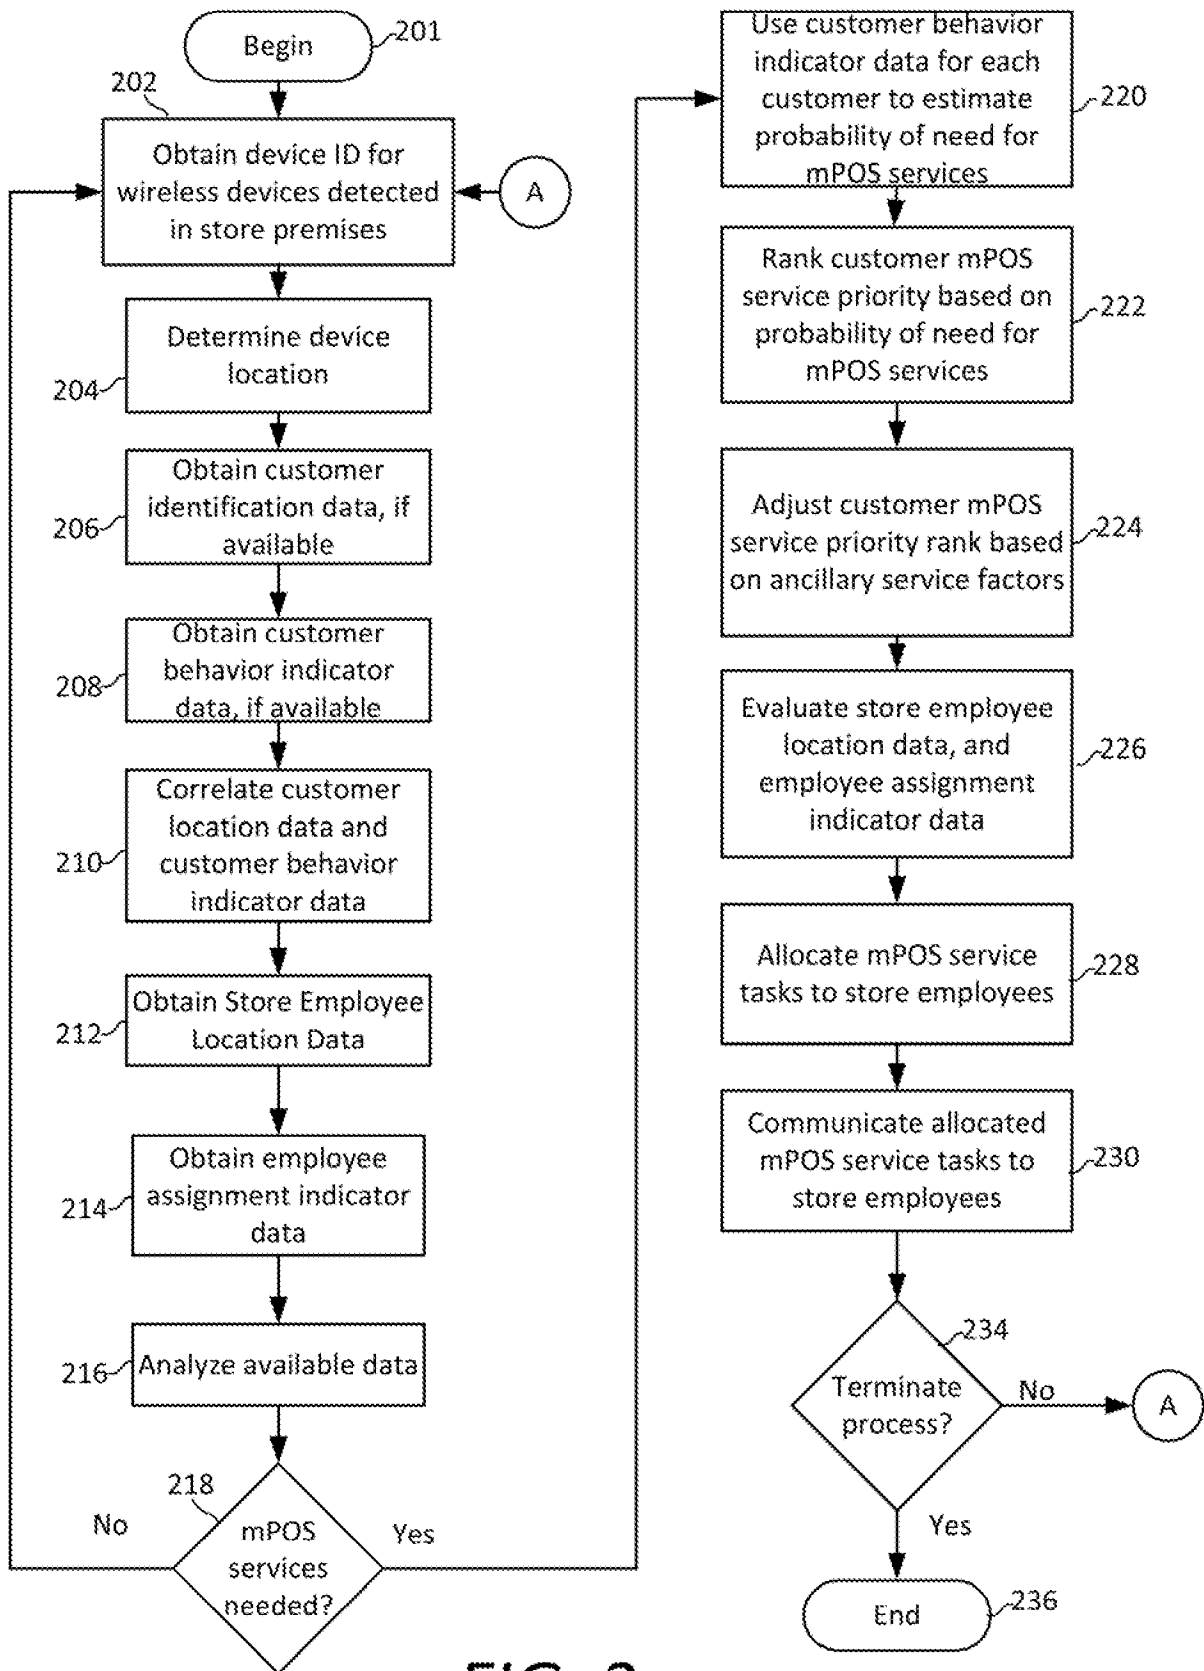 Begin
201
202
Obtain device ID for
wireless devices detected
in store premises
A
Determine device
location
204
Obtain customer
identification data, if
available
206
Obtain customer
behavior indicator
data, if available
208
Correlate customer
location data and
customer behavior
indicator data
210
Obtain Store Employee
Location Data
212
Obtain employee
assignment indicator
data
214
Analyze available data
216
218
mPOS
services
needed?
No
Yes
Use customer behavior
indicator data for each
customer to estimate
probability of need for
mPOS services
220
Rank customer mPOS
service priority based on
probability of need for
mPOS services
222
Adjust customer mPOS
service priority rank based
on ancillary service factors
224
Evaluate store employee
location data, and
employee assignment
indicator data
226
Allocate mPOS service
tasks to store employees
228
Communicate allocated
mPOS service tasks to
store employees
230
234
Terminate
process?
No
A
Yes
End
236